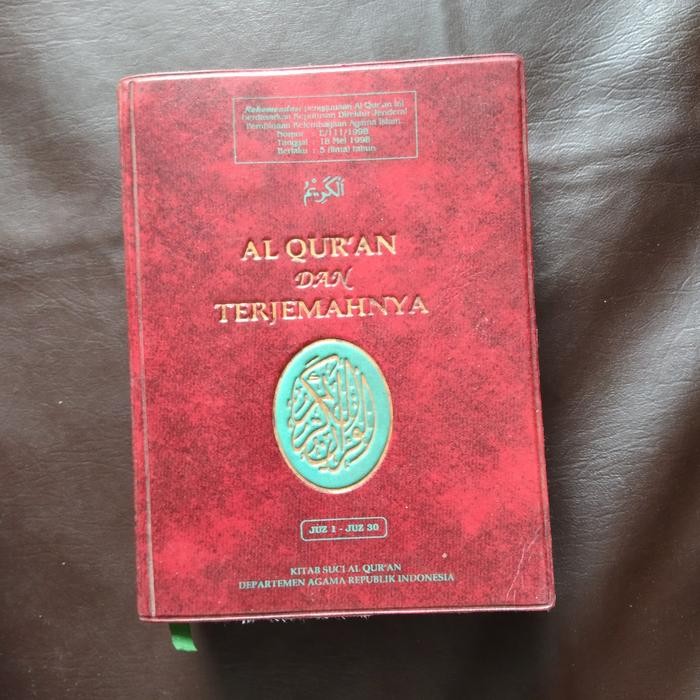 Rekomendasi penggunaan Al Qur'an ini
berdasarkan Keputusan Direktur Jenderal
Pembinaan Kelembagaan Agama Islam
Nomor : E/111/1998
Tanggal : 18 Mei 1998
Berlaku : 5 (lima) tahun
الكَرِيْمُ
AL QUR'AN
DAN
TERJEMAHNYA
JUZ 1 - JUZ 30
KITAB SUCI AL QUR'AN
DEPARTEMEN AGAMA REPUBLIK INDONESIA